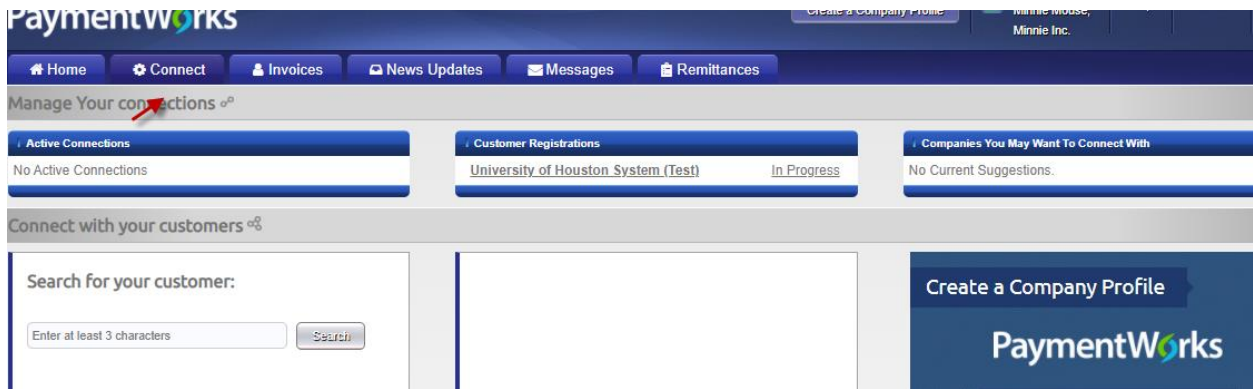 PaymentWorks
Create a Company Profile
Minnie Mouse,
Minnie Inc.
Home Connect Invoices News Updates Messages Remittances
Manage Your connections
Active Connections
No Active Connections
Customer Registrations
University of Houston System (Test) In Progress
Companies You May Want To Connect With
No Current Suggestions.
Connect with your customers
Search for your customer:
Enter at least 3 characters Search
Create a Company Profile
PaymentWorks